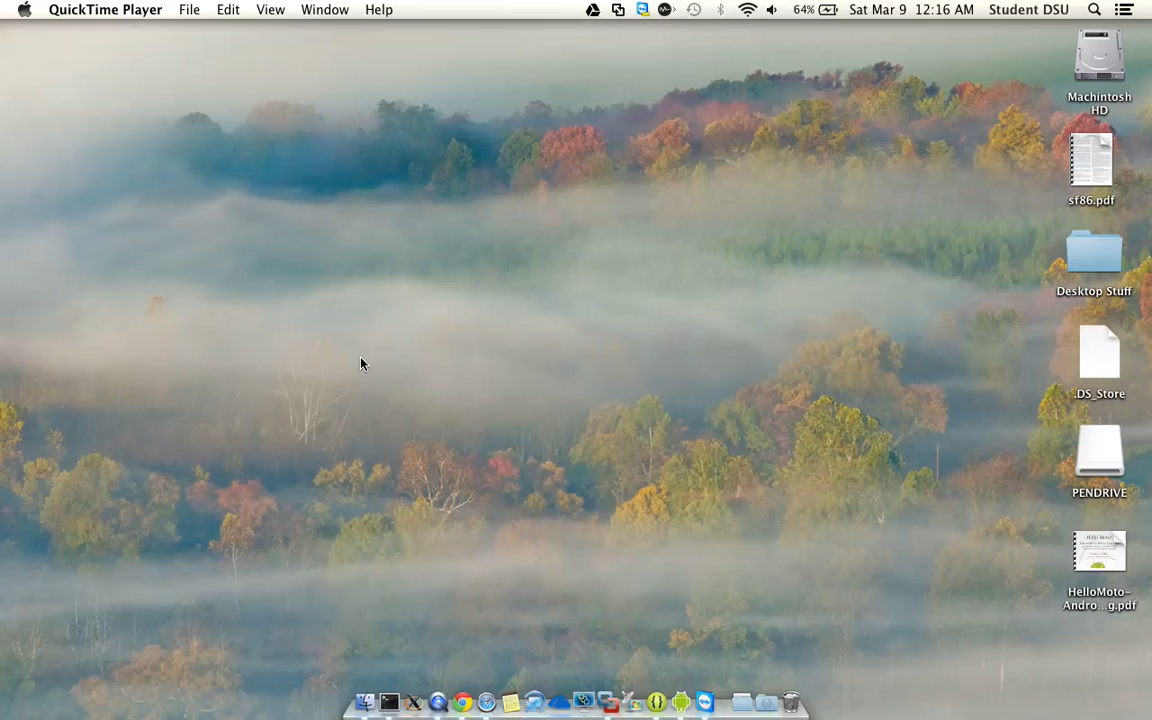 QuickTime Player File Edit View Window Help 64% Sat Mar 9 12:16 AM Student DSU
Machintosh
HD
sf86.pdf
Desktop Stuff
.DS_Store
PENDRIVE
HelloMoto-
Andro...g.pdf